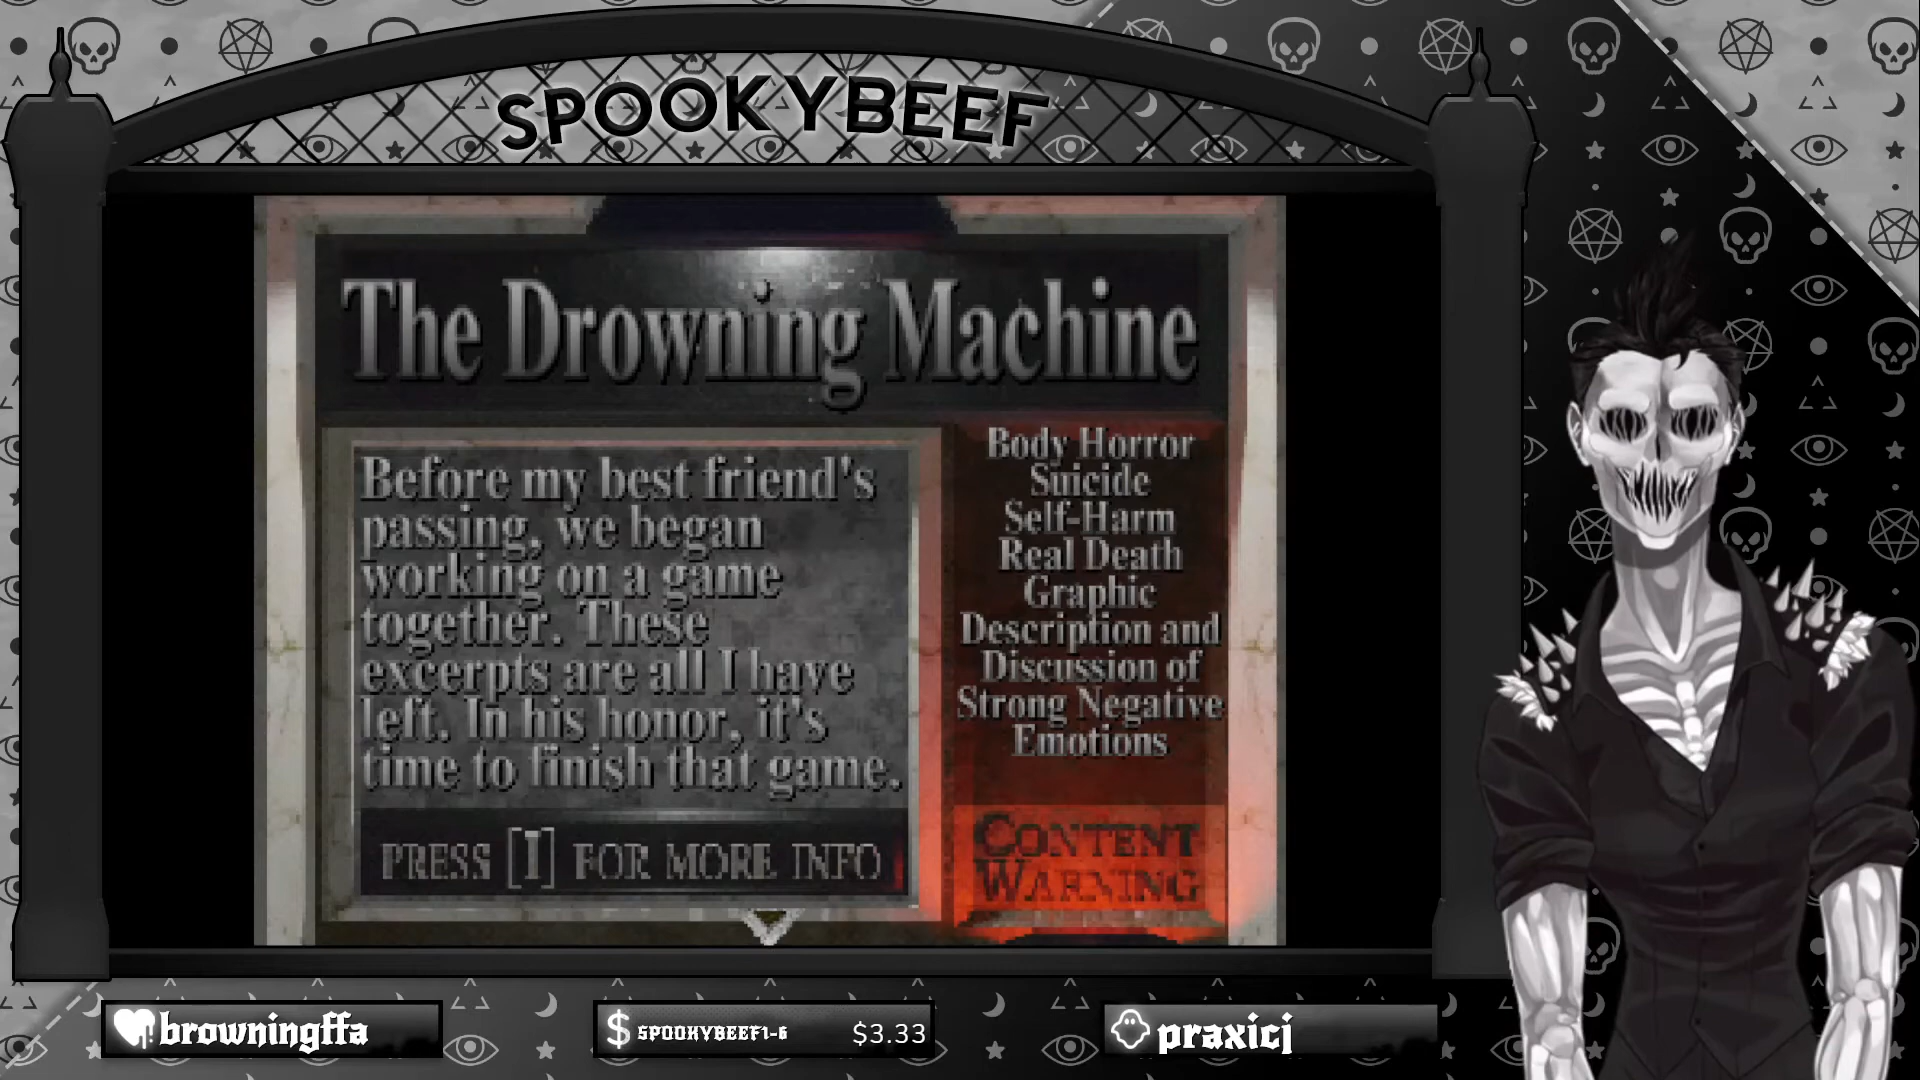 SPOOKYBEEF
The Drowning Machine
Before my best friend's
passing, we began
working on a game
together. These
excerpts are all I have
left. In his honor, it's
time to finish that game.
PRESS [I] FOR MORE INFO
Body Horror
Suicide
Self-Harm
Real Death
Graphic
Description and
Discussion of
Strong Negative
Emotions
CONTENT
WARNING
browningffa
$ SPOOKYBEEF1-6 $3.33
praxicj